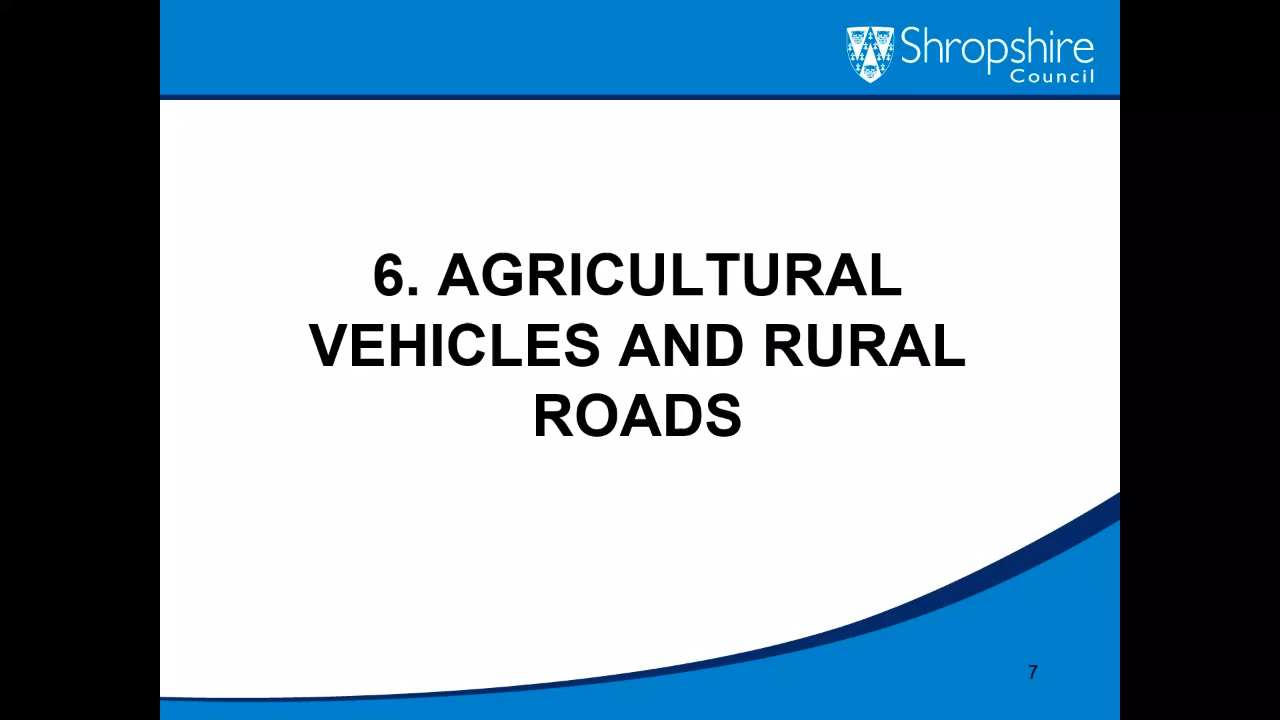 Shropshire
Council
6. AGRICULTURAL
VEHICLES AND RURAL
ROADS
7